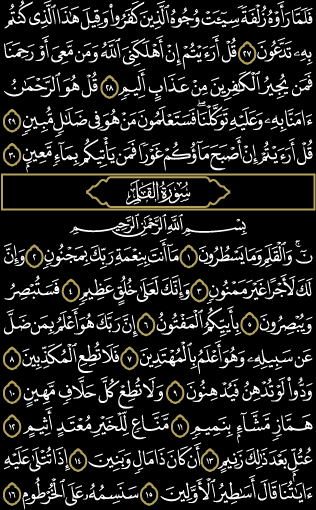 فَلَمَّا رَأَوْهُ زُلْفَةً سِيٓـَٔتْ وُجُوهُ ٱلَّذِينَ كَفَرُوا۟ وَقِيلَ هَٰذَا ٱلَّذِى كُنتُم
بِهِۦ تَدَّعُونَ ٢٧ قُلْ أَرَءَيْتُمْ إِنْ أَهْلَكَنِىَ ٱللَّهُ وَمَن مَّعِىَ أَوْ رَحِمَنَا
فَمَن يُجِيرُ ٱلْكَٰفِرِينَ مِنْ عَذَابٍ أَلِيمٍ ٢٨ قُلْ هُوَ ٱلرَّحْمَٰنُ
ءَامَنَّا بِهِۦ وَعَلَيْهِ تَوَكَّلْنَا ۖ فَسَتَعْلَمُونَ مَنْ هُوَ فِى ضَلَٰلٍ مُّبِينٍ
٢٩ قُلْ أَرَءَيْتُمْ إِنْ أَصْبَحَ مَآؤُكُمْ غَوْرًا فَمَن يَأْتِيكُم بِمَآءٍ مَّعِينٍۭ
٣٠
سُورَةُ القَلَمِ
بِسْمِ ٱللَّهِ ٱلرَّحْمَٰنِ ٱلرَّحِيمِ
نٓ ۚ وَٱلْقَلَمِ وَمَا يَسْطُرُونَ ١ مَآ أَنتَ بِنِعْمَةِ رَبِّكَ بِمَجْنُونٍ ٢ وَإِنَّ
لَكَ لَأَجْرًا غَيْرَ مَمْنُونٍ ٣ وَإِنَّكَ لَعَلَىٰ خُلُقٍ عَظِيمٍ ٤ فَسَتُبْصِرُ
وَيُبْصِرُونَ ٥ بِأَييِّكُمُ ٱلْمَفْتُونُ ٦ إِنَّ رَبَّكَ هُوَ أَعْلَمُ بِمَن ضَلَّ
عَن سَبِيلِهِۦ وَهُوَ أَعْلَمُ بِٱلْمُهْتَدِينَ ٧ فَلَا تُطِعِ ٱلْمُكَذِّبِينَ ٨
وَدُّوا۟ لَوْ تُدْهِنُ فَيُدْهِنُونَ ٩ وَلَا تُطِعْ كُلَّ حَلَّافٍ مَّهِينٍ ١٠
هَمَّازٍ مَّشَّآءٍۭ بِنَمِيمٍ ١١ مَّنَّاعٍ لِّلْخَيْرِ مُعْتَدٍ أَثِيمٍ ١٢
عُتُلٍّۭ بَعْدَ ذَٰلِكَ زَنِيمٍ ١٣ أَن كَانَ ذَا مَالٍ وَبَنِينَ ١٤ إِذَا تُتْلَىٰ عَلَيْهِ
ءَايَٰتُنَا قَالَ أَسَٰطِيرُ ٱلْأَوَّلِينَ ١٥ سَنَسِمُهُۥ عَلَى ٱلْخُرْطُومِ ١٦